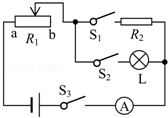 a R₁ b
S₁ R₂
S₂ L
S₃ A